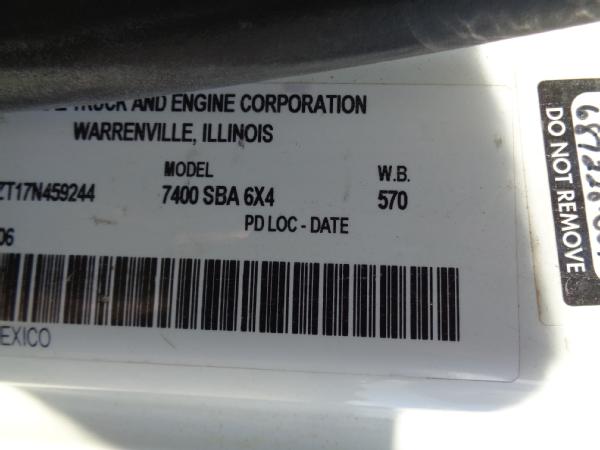 TRUCK AND ENGINE CORPORATION
WARRENVILLE, ILLINOIS
MODEL W.B.
ZT17N459244 7400 SBA 6X4 570
06
PD LOC - DATE
MEXICO
DO NOT REMOVE